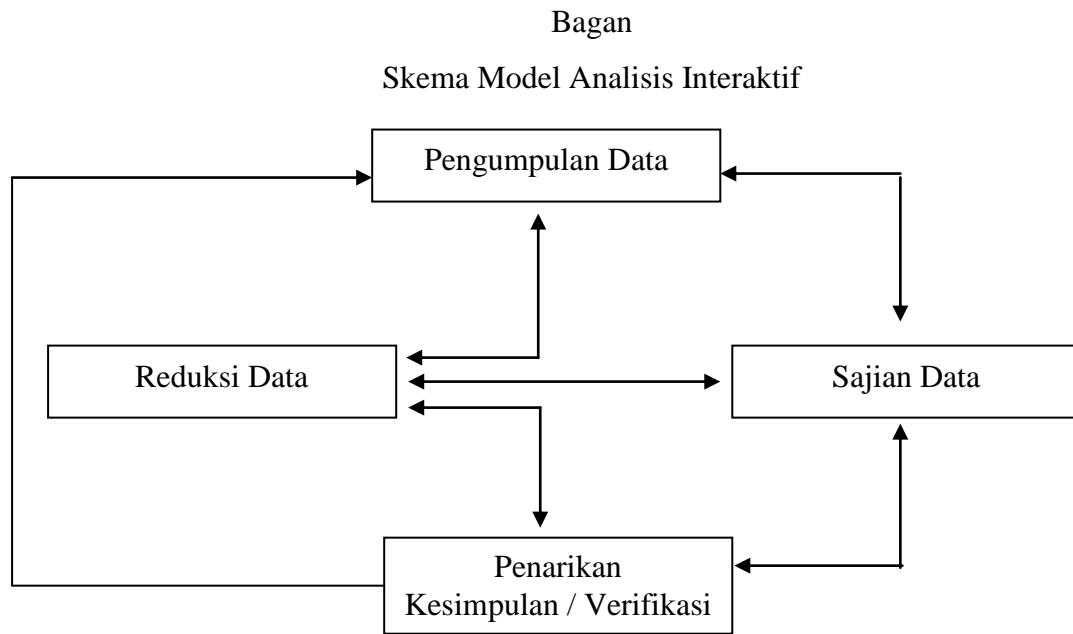 Bagan
Skema Model Analisis Interaktif
Pengumpulan Data
Reduksi Data
Sajian Data
Penarikan
Kesimpulan / Verifikasi